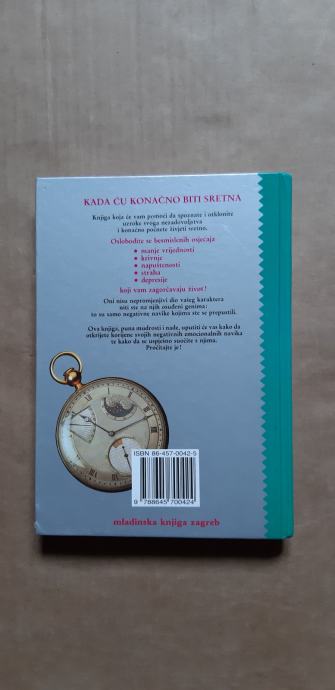 KADA ĆU KONAČNO BITI SRETNA
Knjiga koja će vam pomoći da spoznate i otklonite
uzroke svoga nezadovoljstva
i konačno počnete živjeti sretno.
Oslobodite se besmislenih osjećaja
• manje vrijednosti
• krivnje
• napuštenosti
• straha
• depresije
koji vam zagorčavaju život!
Oni nisu nepromjenjivi dio vašeg karaktera
niti ste na njih osuđeni genima:
to su samo negativne navike kojima ste se prepustili.
Ova knjiga, puna mudrosti i nade, uputit će vas kako da
otkrijete korijene svojih negativnih emocionalnih navika
te kako da se uspješno suočite s njima.
Pročitajte je!
ISBN 86-457-0042-5
9 788645 700424
mladinska knjiga zagreb